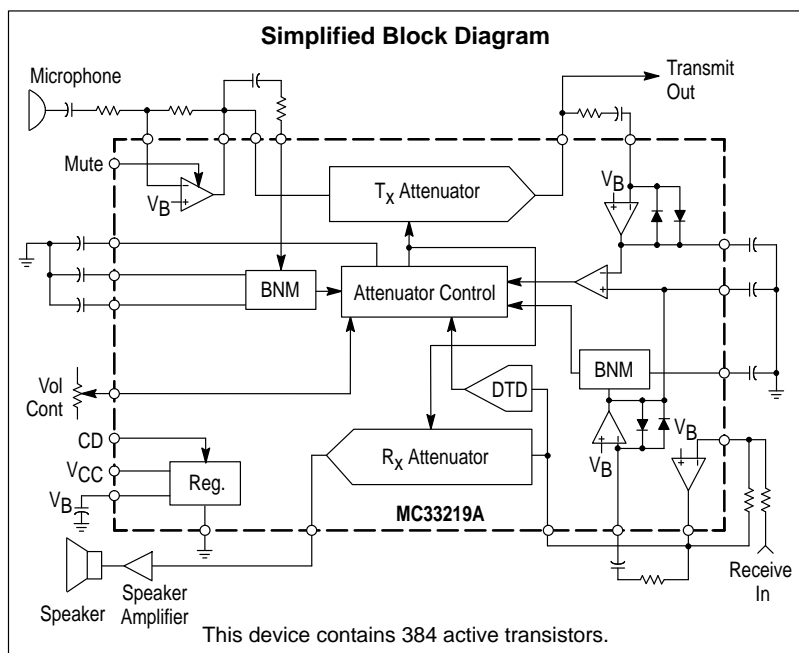 Simplified Block Diagram
Microphone
Transmit
Out
Mute
VB
TX Attenuator
VB
BNM
Attenuator Control
BNM
Vol
Cont
DTD
CD
VCC
VB
Reg.
RX Attenuator
VB
VB
MC33219A
Speaker
Speaker
Amplifier
Receive
In
This device contains 384 active transistors.